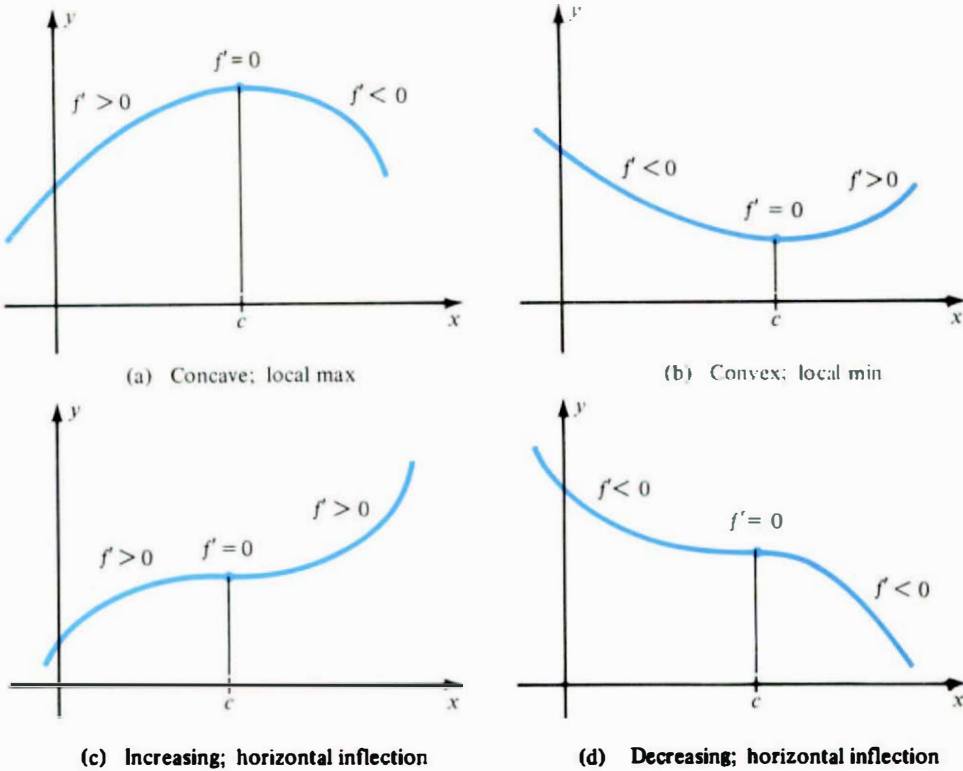 y
f' = 0
f' > 0
f' < 0
c
x
(a) Concave; local max
y
f' < 0
f' > 0
f' = 0
c
x
(b) Convex; local min
y
f' > 0
f' > 0
f' = 0
c
x
(c) Increasing; horizontal inflection
y
f' < 0
f' = 0
f' < 0
c
x
(d) Decreasing; horizontal inflection